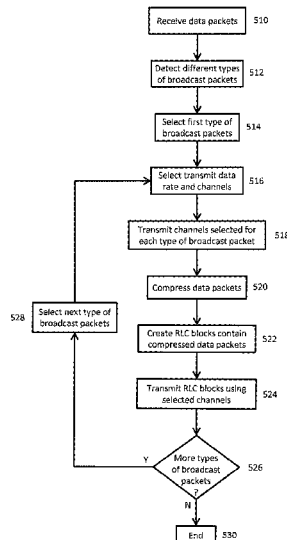 Receive data packets
510
Detect different types
of broadcast packets
512
Select first type of
broadcast packets
514
Select transmit data
rate and channels
516
Transmit channels selected for
each type of broadcast packet
518
Compress data packets
520
528
Select next type of
broadcast packets
Create RLC blocks contain
compressed data packets
522
Transmit RLC blocks using
selected channels
524
Y
More types
of broadcast
packets
?
526
N
End
530